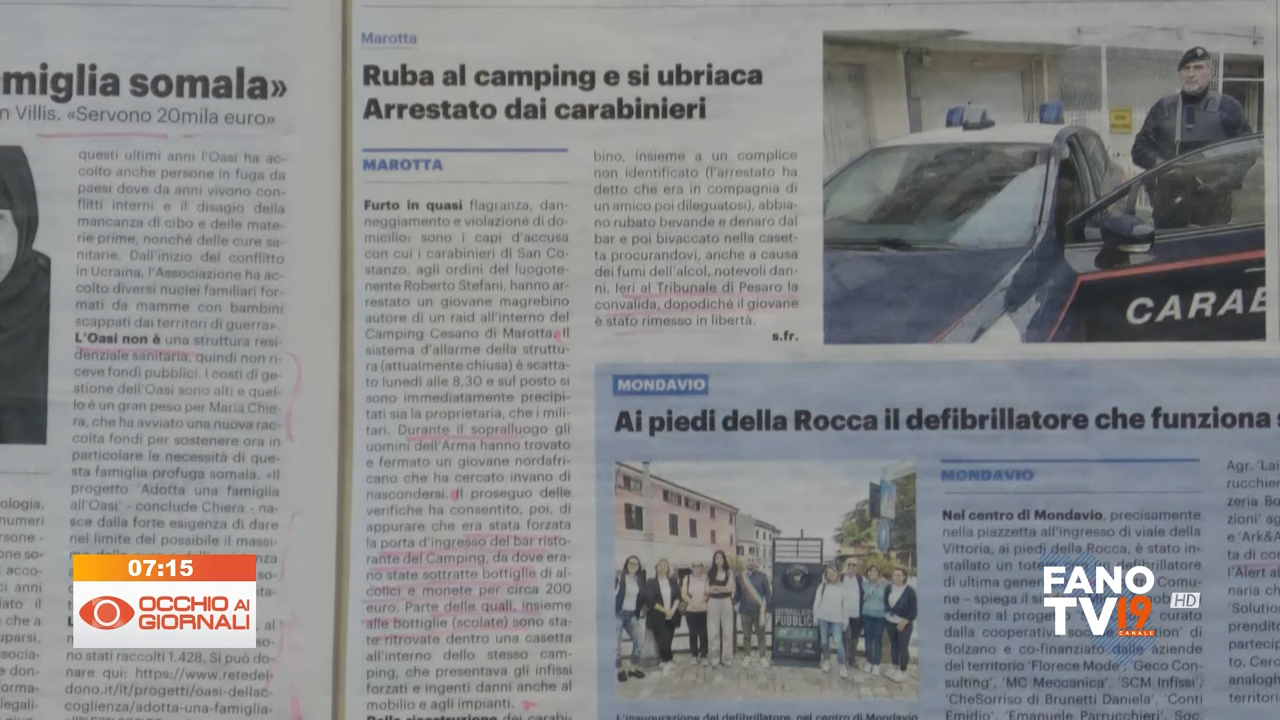 miglia somala»
n Villis. «Servono 20mila euro»
questi ultimi anni l'Oasi ha ac-
colto anche persone in fuga da
paesi dove da anni vivono con-
flitti interni e il disagio della
mancanza di cibo e delle mate-
rie prime, nonché delle cure sa-
nitarie. Dall'inizio del conflitto
in Ucraina, l'Associazione ha ac-
colto diversi nuclei familiari for-
mati da mamme con bambini
scappati dai territori di guerra».
L'Oasi non è una struttura resi-
denziale sanitaria, quindi non ri-
ceve fondi pubblici. I costi di ge-
stione dell'Oasi sono alti e quel-
lo è un gran peso per Maria Chie-
ra, che ha avviato una nuova rac-
colta fondi per sostenere ora in
particolare le necessità di que-
sta famiglia profuga somala. «Il
progetto 'Adotta una famiglia
all'Oasi' - conclude Chiera - na-
sce dalla forte esigenza di dare
nel limite del possibile il massi-
no stati raccolti 1.428. Si può do-
nare qui: https://www.retedel
dono.it/it/progetti/oasi-dellac-
coglienza/adotta-una-famiglia-
Marotta
Ruba al camping e si ubriaca
Arrestato dai carabinieri
MAROTTA
Furto in quasi flagranza, dan-
neggiamento e violazione di do-
micilio: sono i capi d'accusa
con cui i carabinieri di San Co-
stanzo, agli ordini del luogote-
nente Roberto Stefani, hanno ar-
restato un giovane magrebino
autore di un raid all'interno del
Camping Cesano di Marotta. Il
sistema d'allarme della struttu-
ra (attualmente chiusa) è scatta-
to lunedì alle 8,30 e sul posto si
sono immediatamente precipi-
tati sia la proprietaria, che i mili-
tari. Durante il sopralluogo gli
uomini dell'Arma hanno trovato
e fermato un giovane nordafri-
cano che ha cercato invano di
nascondersi. Il proseguo delle
verifiche ha consentito, poi, di
appurare che era stata forzata
la porta d'ingresso del bar risto-
rante del Camping, da dove era-
no state sottratte bottiglie di al-
colici e monete per circa 200
euro. Parte delle quali, insieme
alle bottiglie (scolate) sono sta-
te ritrovate dentro una casetta
all'interno dello stesso cam-
ping, che presentava gli infissi
forzati e ingenti danni anche al
mobilio e agli impianti.
bino, insieme a un complice
non identificato (l'arrestato ha
detto che era in compagnia di
un amico poi dileguatosi), abbia-
no rubato bevande e denaro dal
bar e poi bivaccato nella caset-
ta procurandovi, anche a causa
dei fumi dell'alcol, notevoli dan-
ni. Ieri al Tribunale di Pesaro la
convalida, dopodiché il giovane
è stato rimesso in libertà.
s.fr.
CARAB
MONDAVIO
Ai piedi della Rocca il defibrillatore che funziona
MONDAVIO
Nel centro di Mondavio, precisamente
nella piazzetta all'ingresso di viale della
Vittoria, ai piedi della Rocca, è stato in-
stallato un
di ultima
ne – spiega il
aderito al
dalla cooperativa
Bolzano e co-finanziato dalle aziende
del territorio 'Florece Mode', 'Geco Con-
sulting', 'MC Meccanica', 'SCM Infissi',
'CheSorriso di Brunetti Daniela', 'Conti
Emidio', 'Emanuele Parrucchieri',
07:15
OCCHIO AI
GIORNALI
FANO
TV 19 HD
CANALE